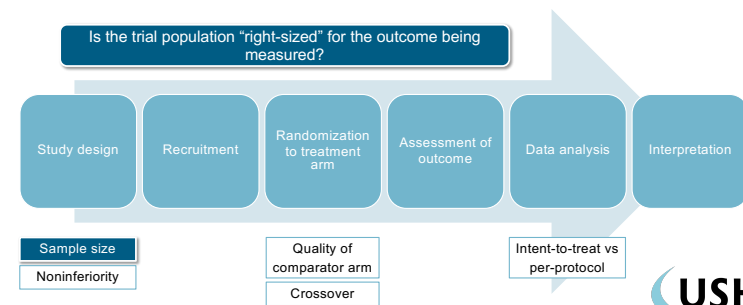 Is the trial population “right-sized” for the outcome being
measured?
Study design
Recruitment
Randomization
to treatment
arm
Assessment of
outcome
Data analysis
Interpretation
Sample size
Noninferiority
Quality of
comparator arm
Crossover
Intent-to-treat vs
per-protocol